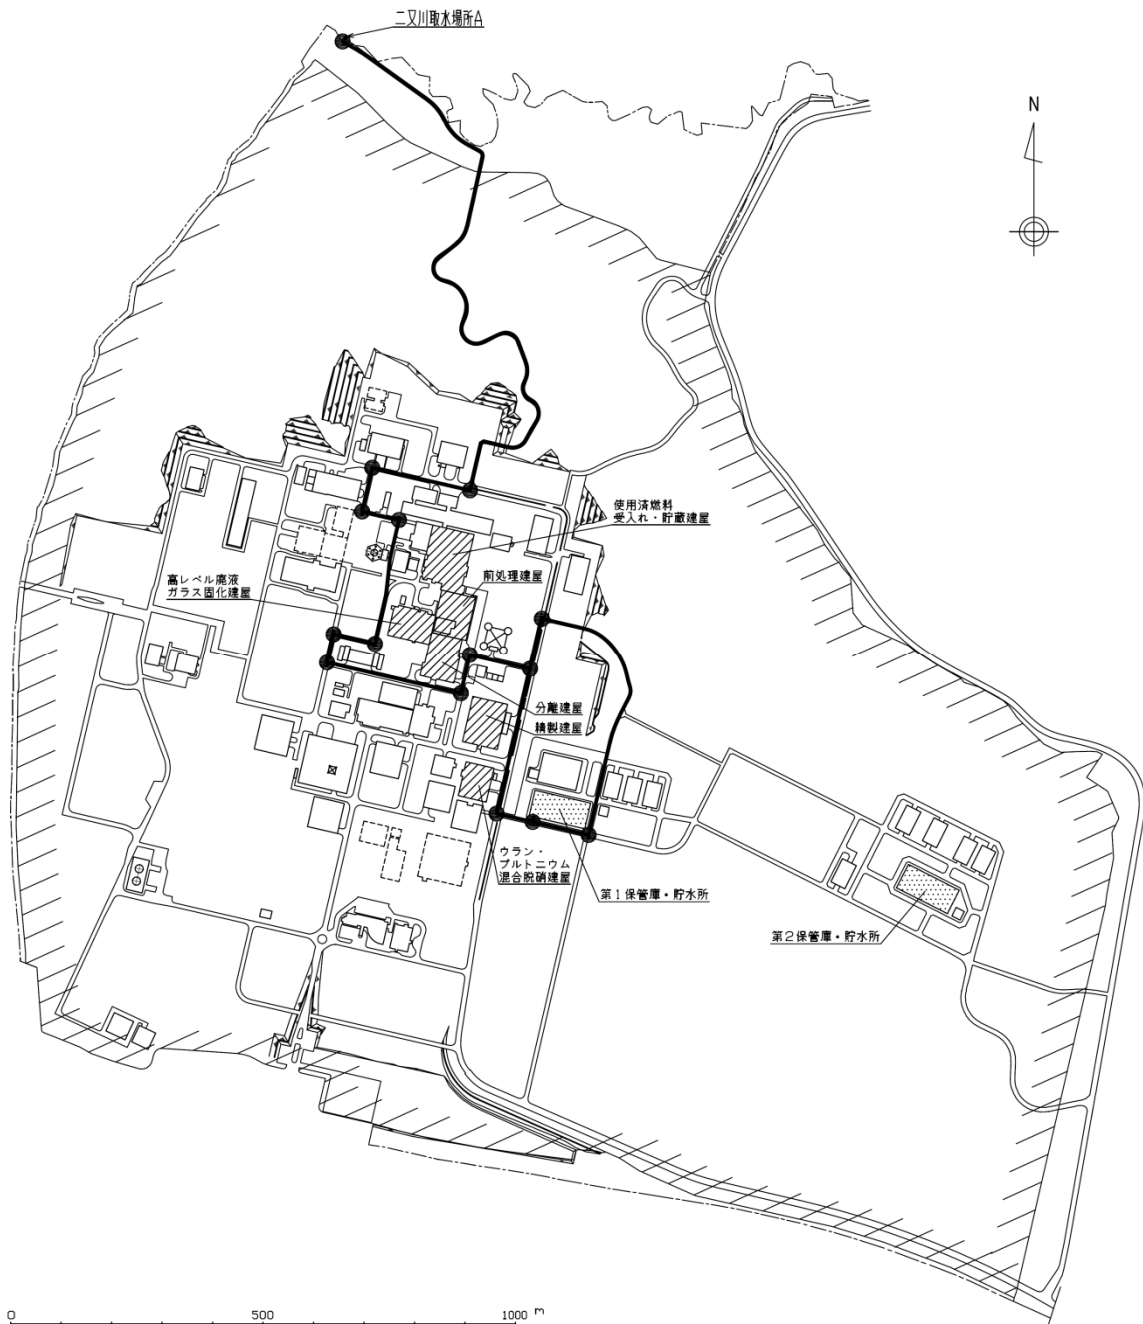 二又川取水場所A
N
使用済燃料
受入れ・貯蔵建屋
前処理建屋
高レベル廃液
ガラス固化建屋
分離建屋
精製建屋
ウラン・
プルトニウム
混合脱硝建屋
第1保管庫・貯水所
第2保管庫・貯水所
0 500 1000 m